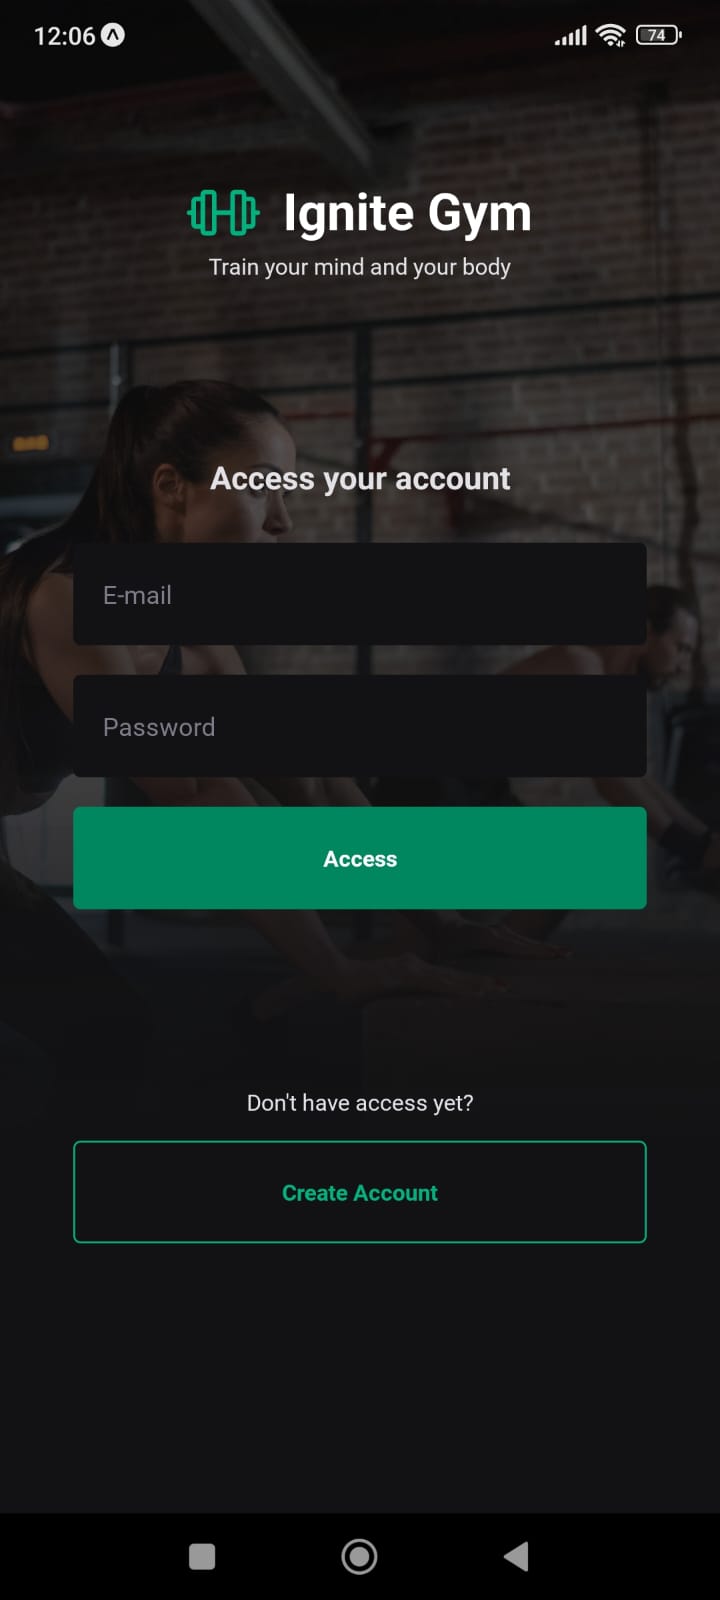 12:06
74
Ignite Gym
Train your mind and your body
Access your account
E-mail
Password
Access
Don't have access yet?
Create Account